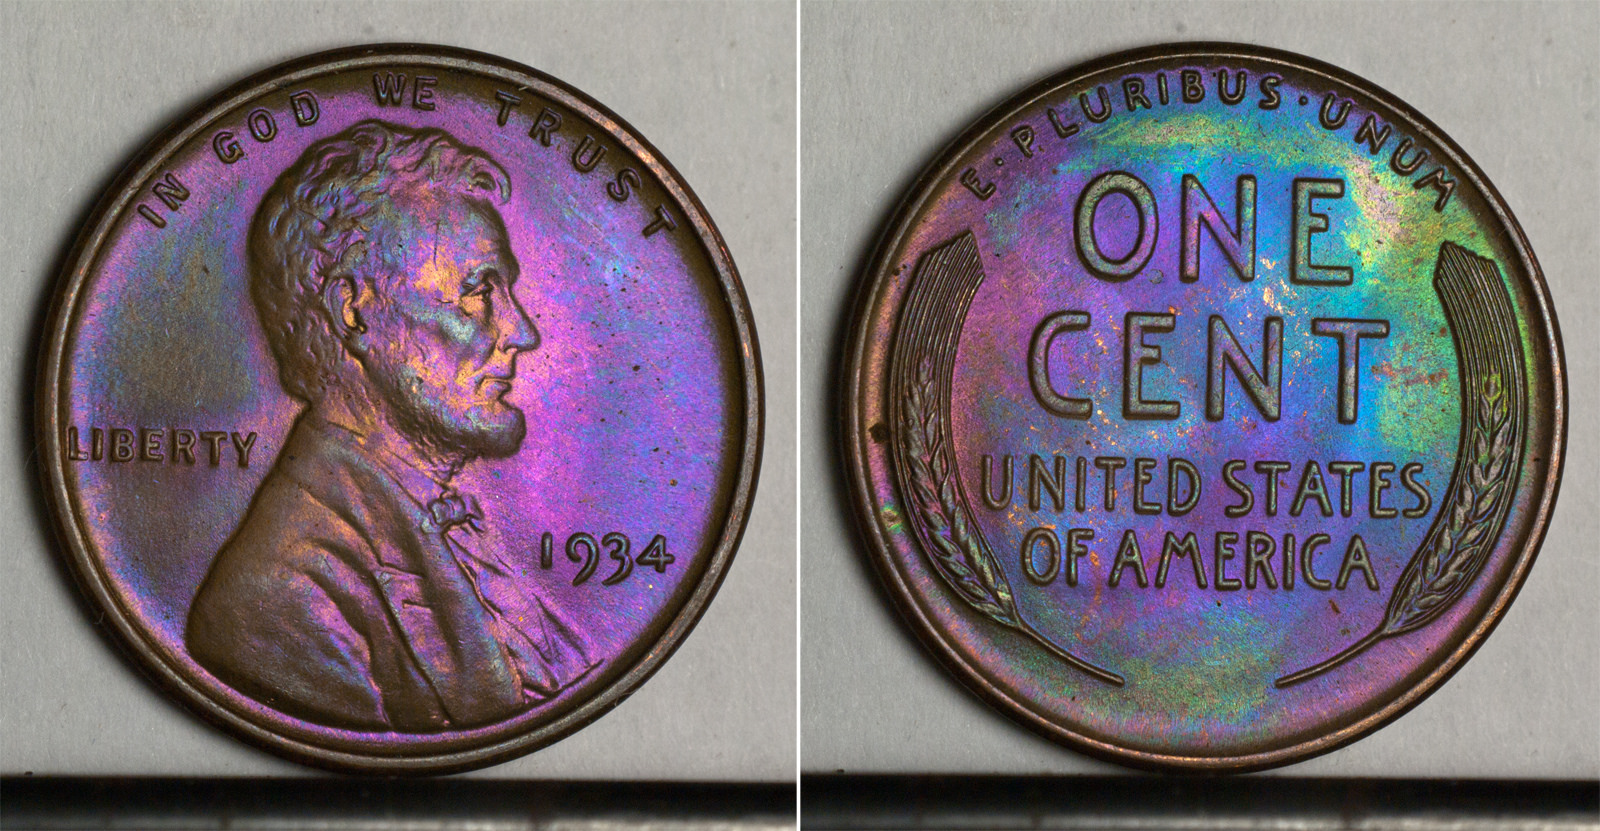 IN GOD WE TRUST
LIBERTY
1934
E·PLURIBUS·UNUM
ONE
CENT
UNITED STATES
OF AMERICA